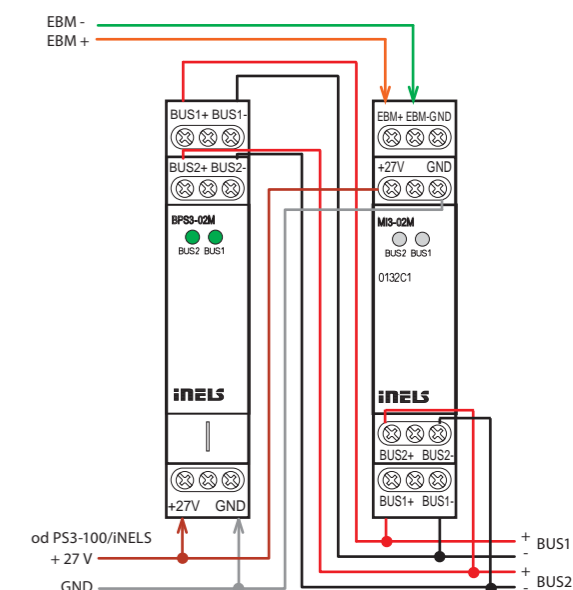 EBM -
EBM +
BUS1+ BUS1-
BUS2+ BUS2-
BPS3-02M
BUS2 BUS1
iNELS
+27V GND
EBM+ EBM- GND
+27V GND
MI3-02M
BUS2 BUS1
0132C1
iNELS
BUS2+ BUS2-
BUS1+ BUS1-
od PS3-100/iNELS
+ 27 V
GND
+
BUS1
-
+
BUS2
-